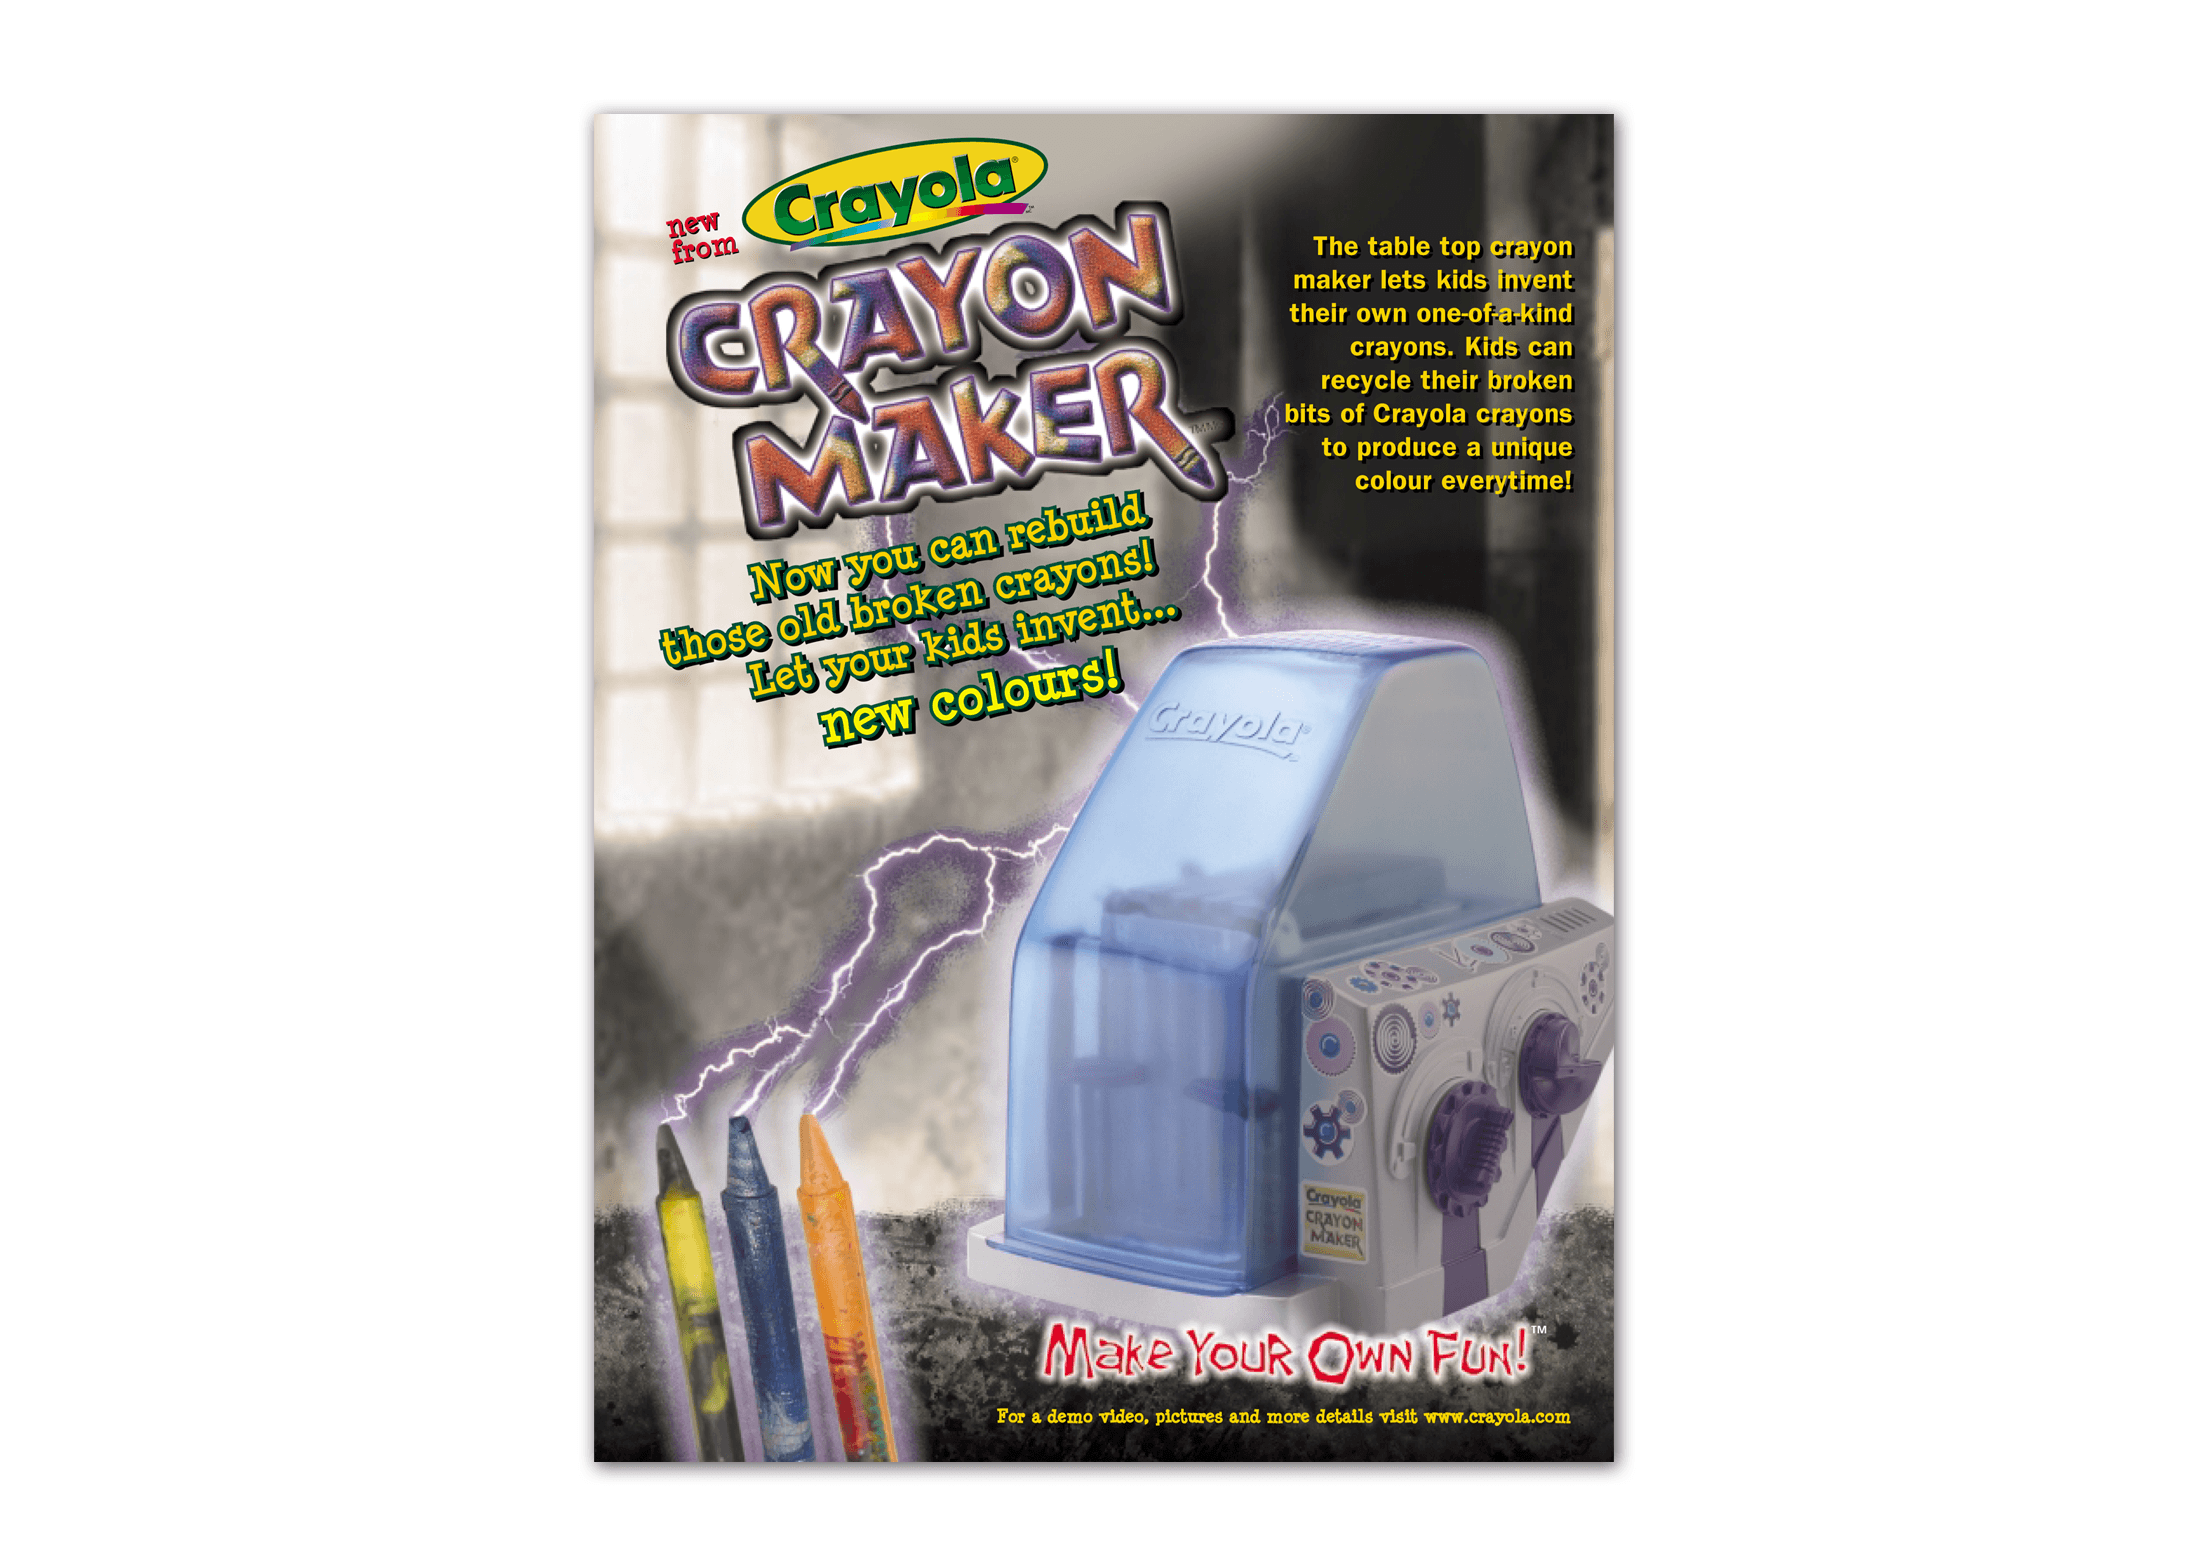 new
from
Crayola®
CRAYON
MAKER™
Now you can rebuild
those old broken crayons!
Let your kids invent...
new colours!
The table top crayon
maker lets kids invent
their own one-of-a-kind
crayons. Kids can
recycle their broken
bits of Crayola crayons
to produce a unique
colour everytime!
Crayola®
Crayola
CRAYON
MAKER
Make Your Own Fun!™
For a demo video, pictures and more details visit www.crayola.com